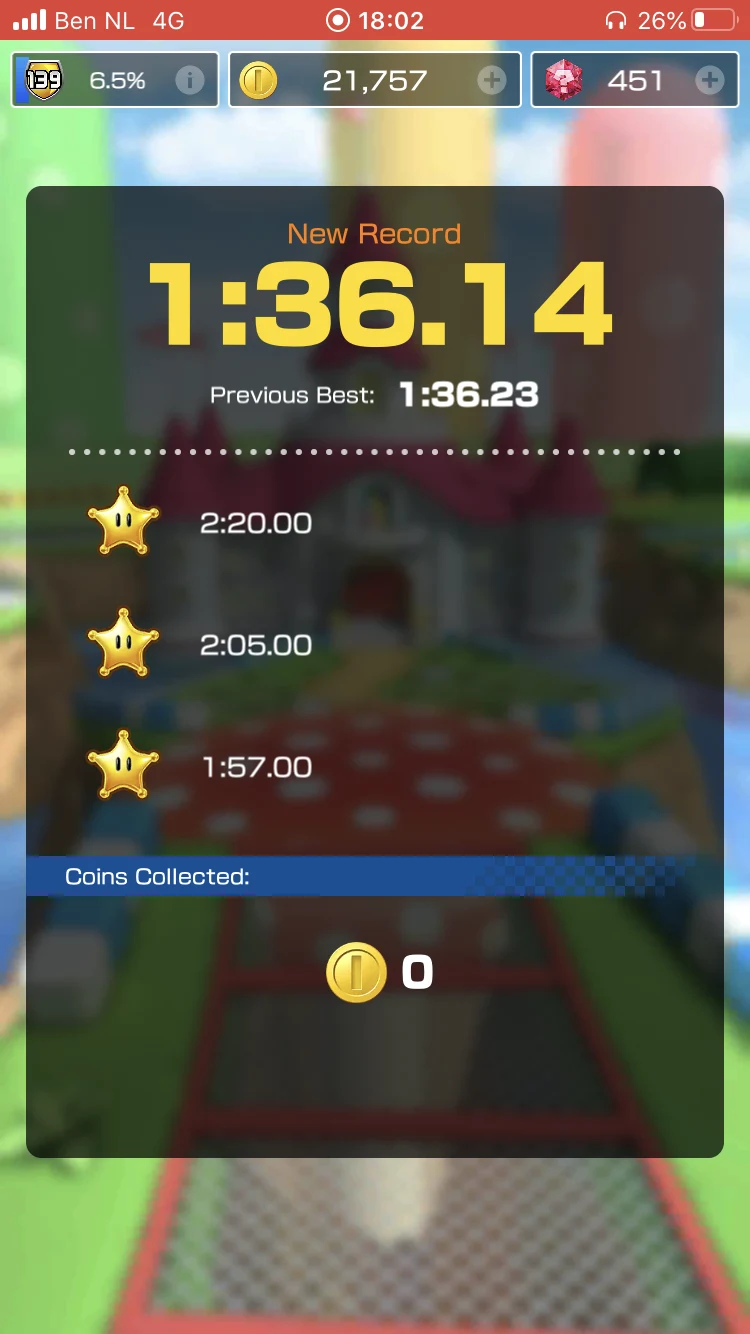 Ben NL 4G 18:02 26%
139 6.5% i 21,757 + 451 +
New Record
1:36.14
Previous Best: 1:36.23
2:20.00
2:05.00
1:57.00
Coins Collected:
0